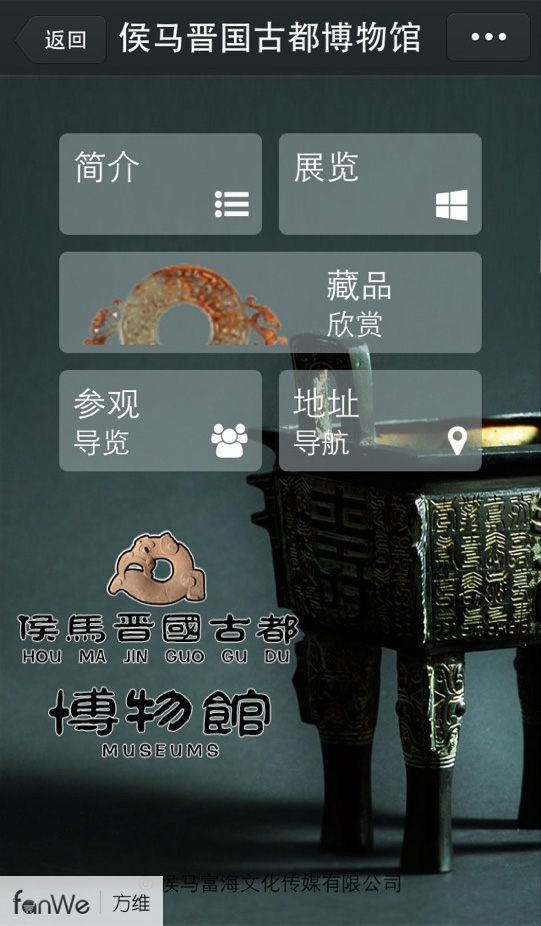 返回
侯马晋国古都博物馆
简介
展览
藏品
欣赏
参观
导览
地址
导航
侯馬晋國古都
HOU MA JIN GUO GU DU
博物館
MUSEUMS
© 侯马富海文化传媒有限公司
fanWe 方维